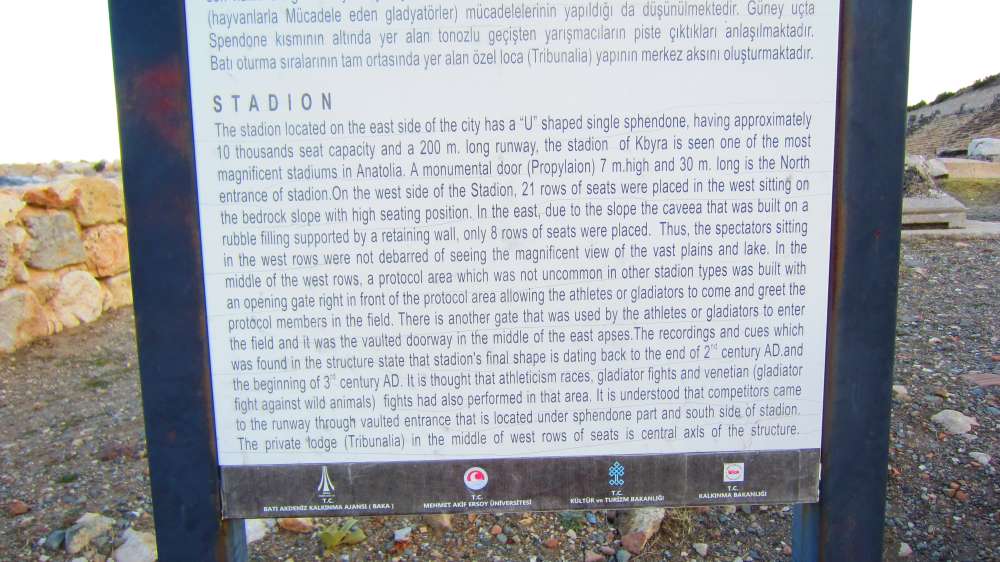 (hayvanlarla Mücadele eden gladyatörler) mücadelelerinin yapıldığı da düşünülmektedir. Güney uçta
Spendone kısmının altında yer alan tonozlu geçişten yarışmacıların piste çıktıkları anlaşılmaktadır.
Batı oturma sıralarının tam ortasında yer alan özel loca (Tribunalia) yapının merkez aksını oluşturmaktadır.
STADION
The stadion located on the east side of the city has a “U” shaped single sphendone, having approximately
10 thousands seat capacity and a 200 m. long runway, the stadion of Kbyra is seen one of the most
magnificent stadiums in Anatolia. A monumental door (Propylaion) 7 m.high and 30 m. long is the North
entrance of stadion.On the west side of the Stadion, 21 rows of seats were placed in the west sitting on
the bedrock slope with high seating position. In the east, due to the slope the caveea that was built on a
rubble filling supported by a retaining wall, only 8 rows of seats were placed. Thus, the spectators sitting
in the west rows were not debarred of seeing the magnificent view of the vast plains and lake. In the
middle of the west rows, a protocol area which was not uncommon in other stadion types was built with
an opening gate right in front of the protocol area allowing the athletes or gladiators to come and greet the
protocol members in the field. There is another gate that was used by the athletes or gladiators to enter
the field and it was the vaulted doorway in the middle of the east apses.The recordings and cues which
was found in the structure state that stadion's final shape is dating back to the end of 2nd century AD.and
the beginning of 3rd century AD. It is thought that athleticism races, gladiator fights and venetian (gladiator
fight against wild animals) fights had also performed in that area. It is understood that competitors came
to the runway through vaulted entrance that is located under sphendone part and south side of stadion.
The private lodge (Tribunalia) in the middle of west rows of seats is central axis of the structure.
T.C.
BATI AKDENİZ KALKINMA AJANSI ( BAKA )
T.C.
MEHMET AKİF ERSOY ÜNİVERSİTESİ
T.C.
KÜLTÜR ve TURİZM BAKANLIĞI
T.C.
KALKINMA BAKANLIĞI